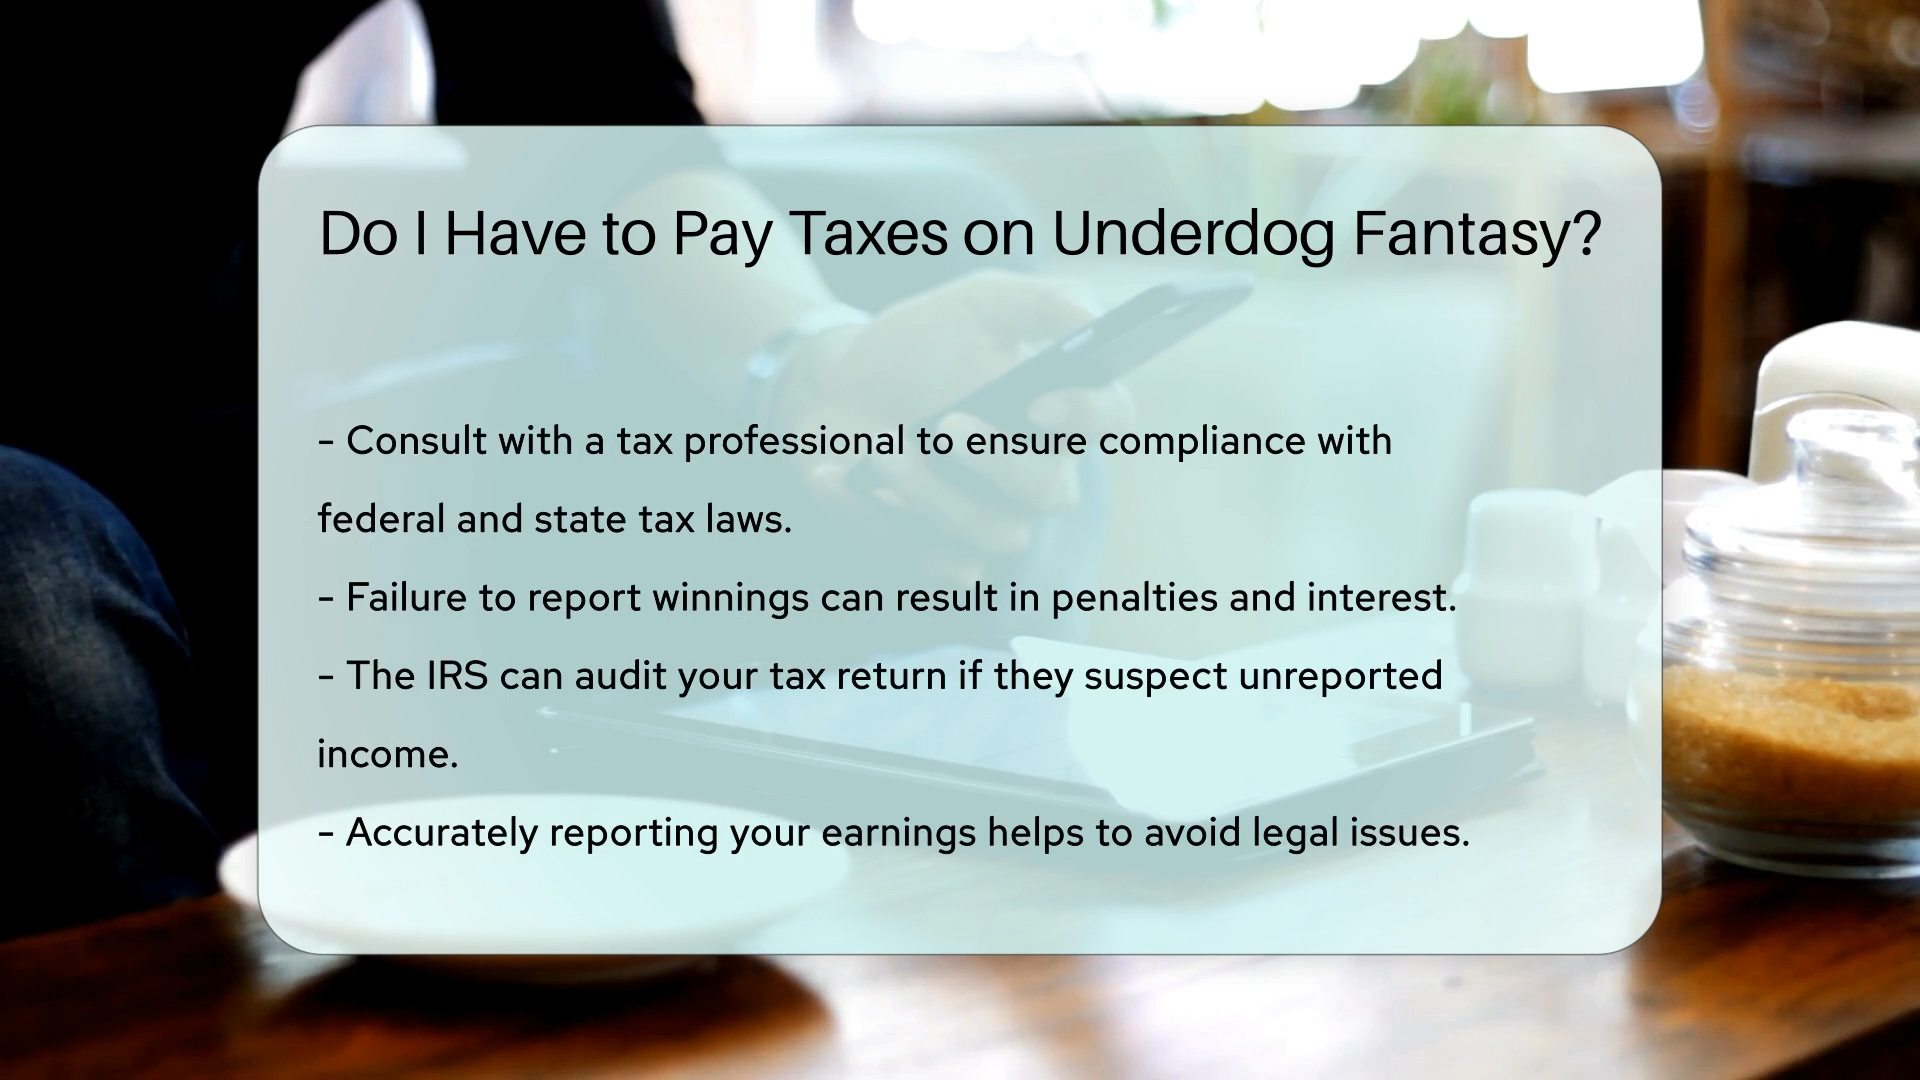 Do I Have to Pay Taxes on Underdog Fantasy?
- Consult with a tax professional to ensure compliance with
federal and state tax laws.
- Failure to report winnings can result in penalties and interest.
- The IRS can audit your tax return if they suspect unreported
income.
- Accurately reporting your earnings helps to avoid legal issues.